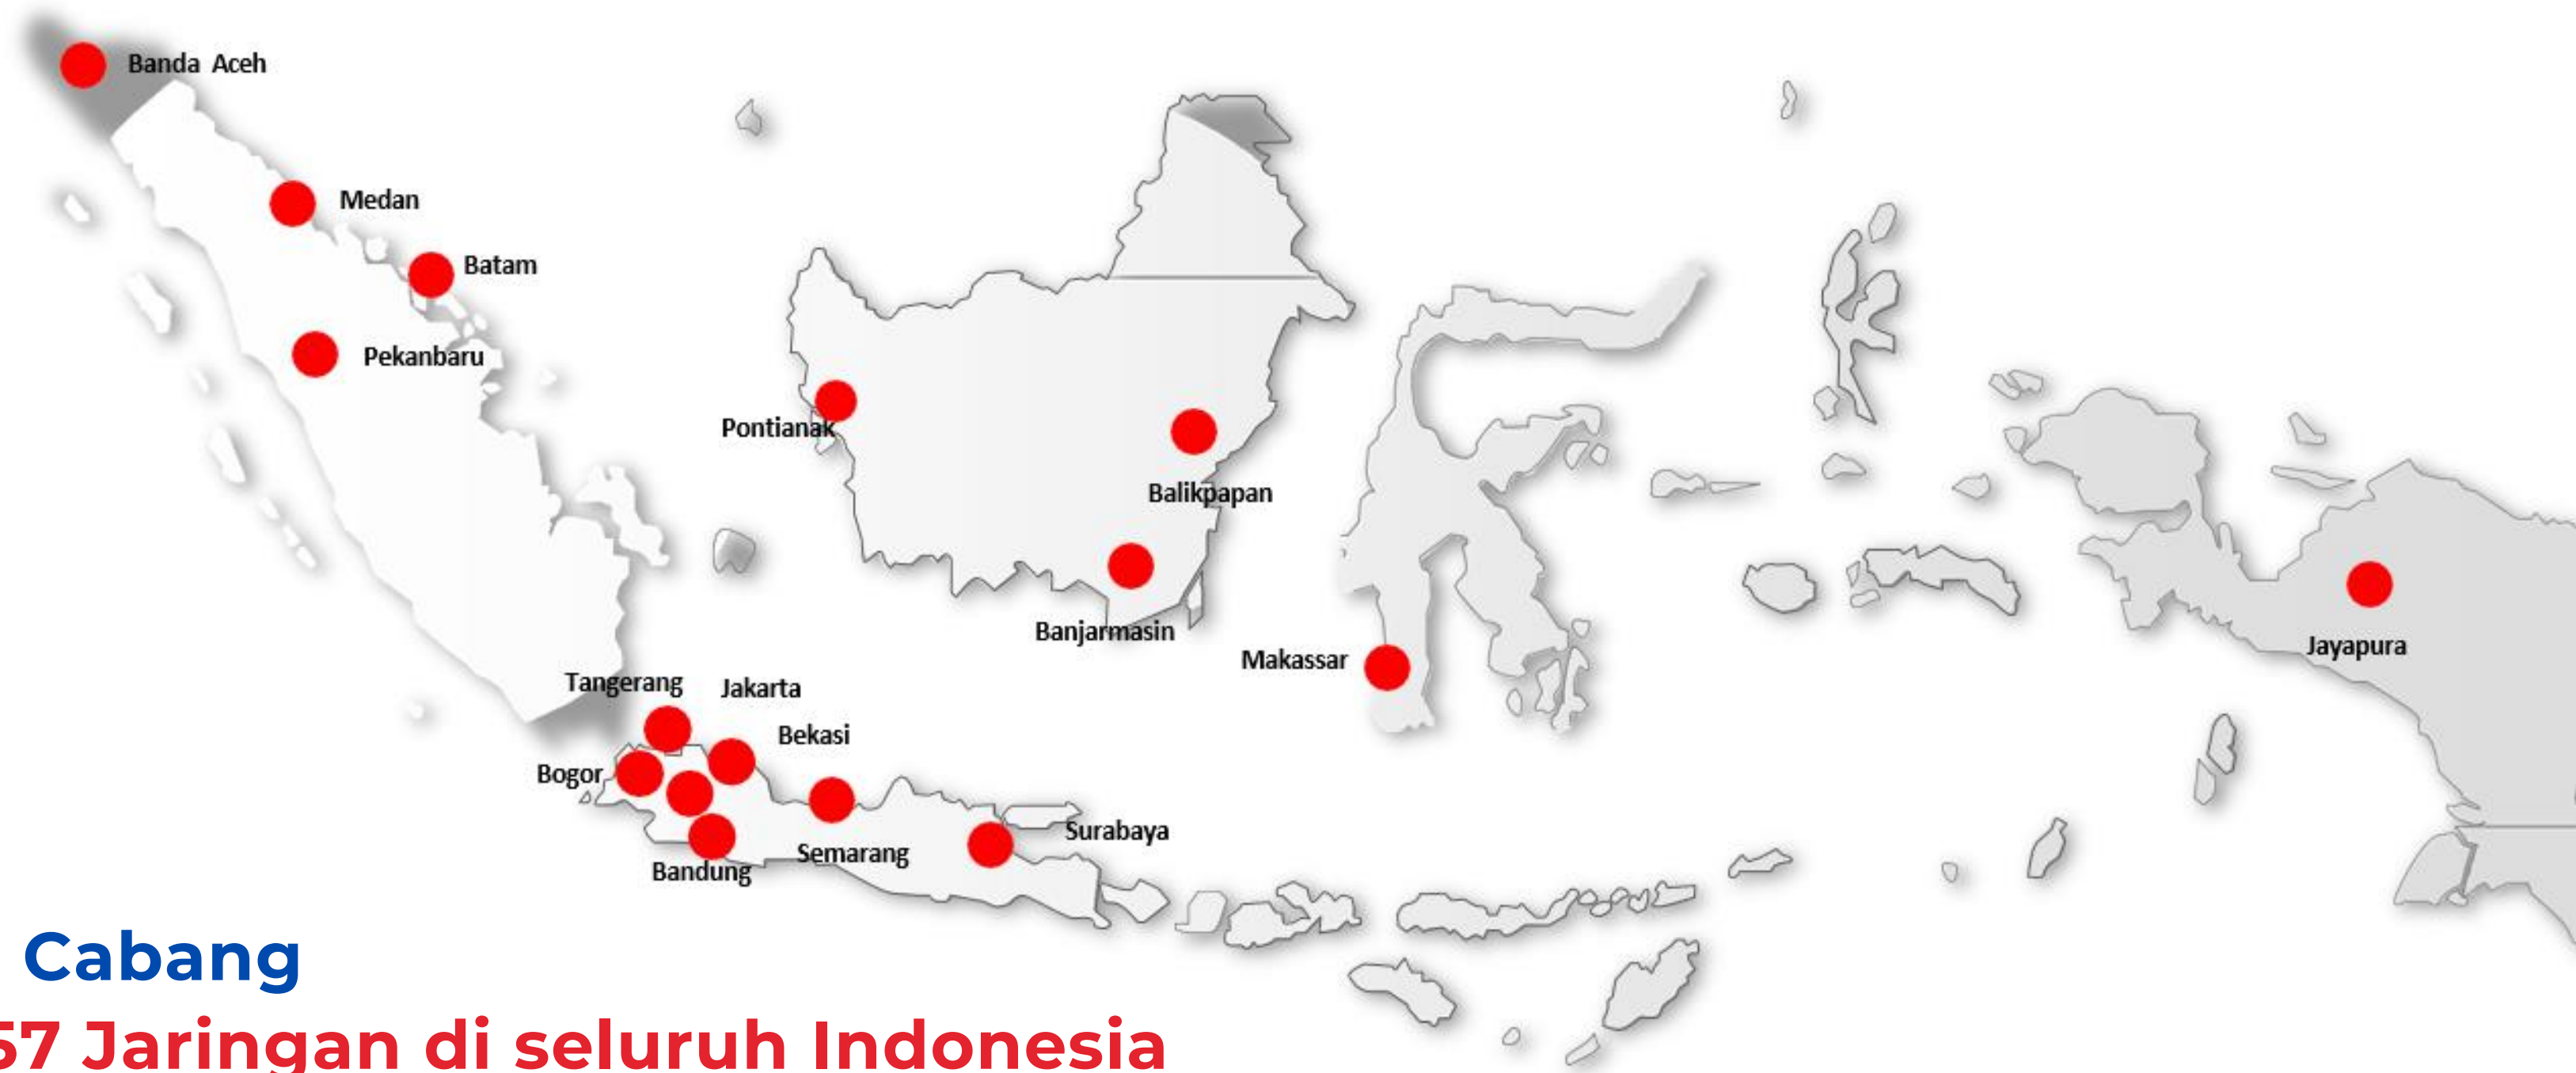 Banda Aceh
Medan
Batam
Pekanbaru
Pontianak
Balikpapan
Banjarmasin
Makassar
Jayapura
Tangerang
Jakarta
Bekasi
Bogor
Surabaya
Semarang
Bandung
Cabang
57 Jaringan di seluruh Indonesia